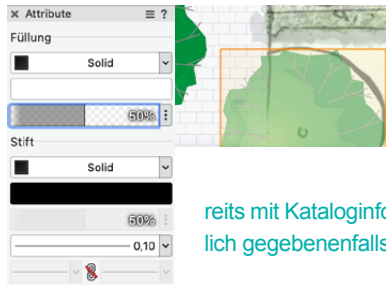 × Attribute ≡ ?
Füllung
Solid
50%
Stift
Solid
50%
0,10
reits mit Kataloginfo
lich gegebenenfalls